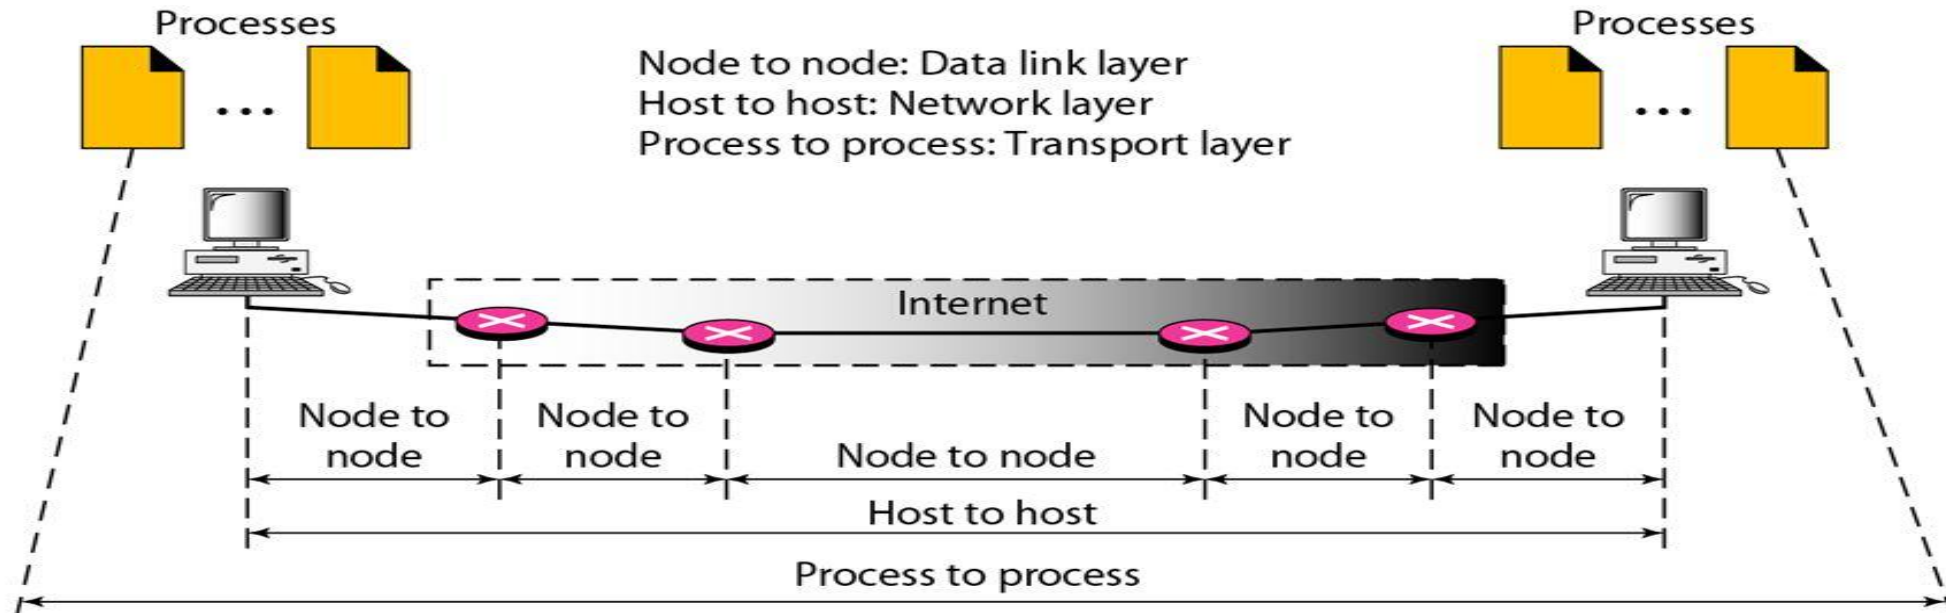 Processes
Processes
Node to node: Data link layer
Host to host: Network layer
Process to process: Transport layer
...
...
Internet
Node to
node
Node to
node
Node to node
Node to
node
Node to
node
Host to host
Process to process